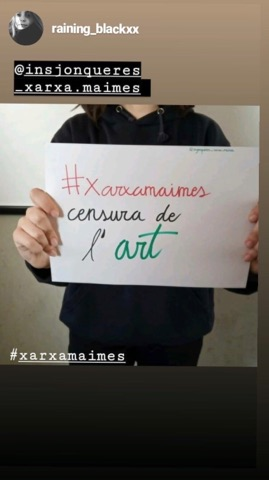 raining_blackxx
@insjonqueres
_xarxa.maimes
#Xarxamaimes
censura de
l' art
#xarxamaimes